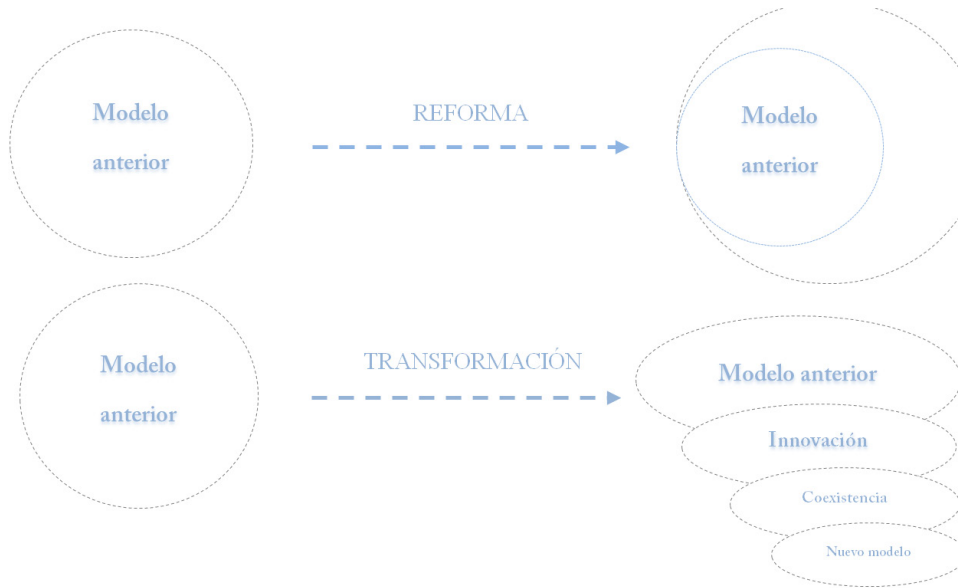 Modelo
anterior
REFORMA
Modelo
anterior
Modelo
anterior
TRANSFORMACIÓN
Modelo anterior
Innovación
Coexistencia
Nuevo modelo